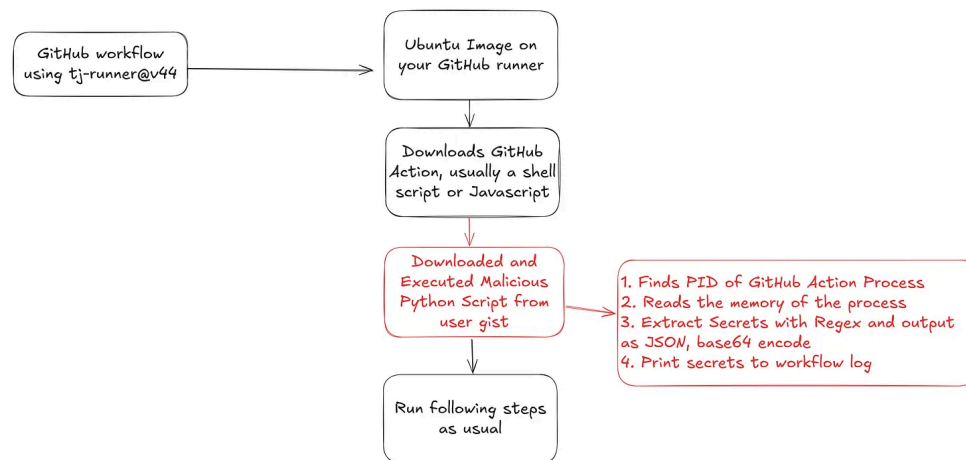 GitHub workflow
using tj-runner@v44
Ubuntu Image on
your GitHub runner
Downloads GitHub
Action, usually a shell
script or Javascript
Downloaded and
Executed Malicious
Python Script from
user gist
1. Finds PID of GitHub Action Process
2. Reads the memory of the process
3. Extract Secrets with Regex and output
as JSON, base64 encode
4. Print secrets to workflow log
Run following steps
as usual